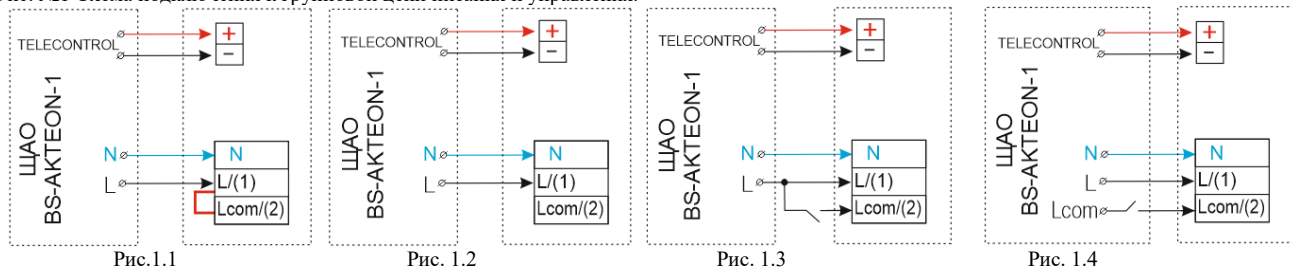 TELECONTROL + −
ЩАО
BS-AKTEON-1
N N
L L/(1)
Lcom/(2)
Рис.1.1
TELECONTROL + −
ЩАО
BS-AKTEON-1
N N
L L/(1)
Lcom/(2)
Рис. 1.2
TELECONTROL + −
ЩАО
BS-AKTEON-1
N N
L L/(1)
Lcom/(2)
Рис. 1.3
TELECONTROL + −
ЩАО
BS-AKTEON-1
N N
L L/(1)
Lcom Lcom/(2)
Рис. 1.4